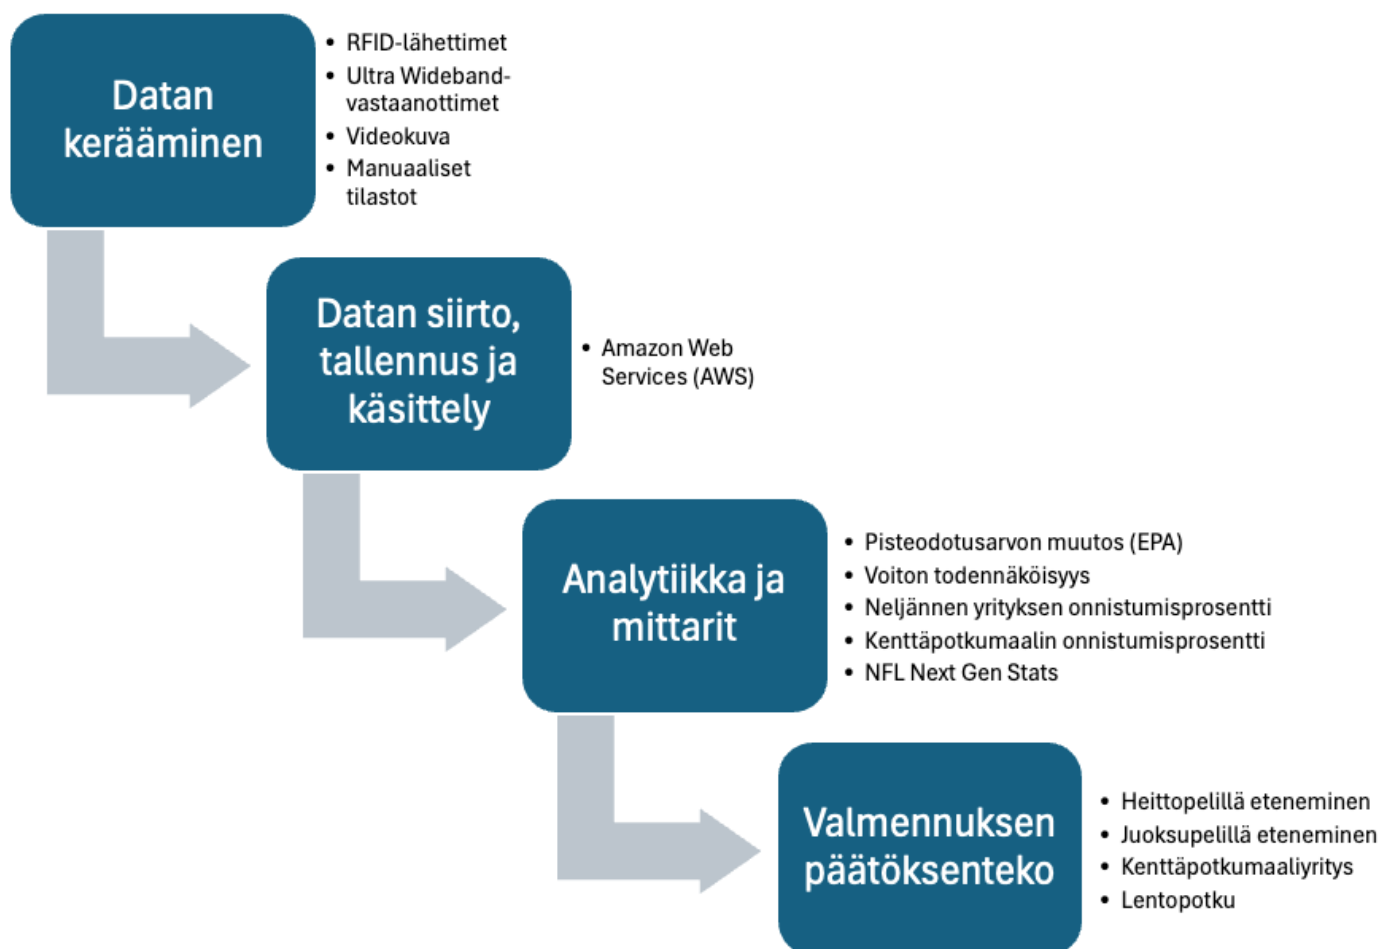 Datan
kerääminen
• RFID-lähettimet
• Ultra Wideband-
vastaanottimet
• Videokuva
• Manuaaliset
tilastot
Datan siirto,
tallennus ja
käsittely
• Amazon Web
Services (AWS)
Analytiikka ja
mittarit
• Pisteodotusarvon muutos (EPA)
• Voiton todennäköisyys
• Neljännen yrityksen onnistumisprosentti
• Kenttäpotkumaalin onnistumisprosentti
• NFL Next Gen Stats
Valmennuksen
päätöksenteko
• Heittopelillä eteneminen
• Juoksupelillä eteneminen
• Kenttäpotkumaaliyritys
• Lentopotku